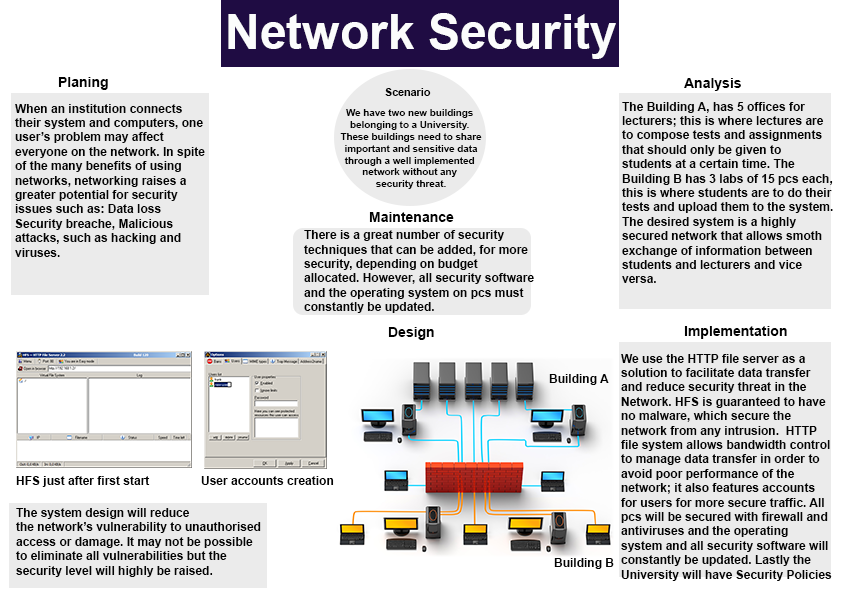 Network Security
Planing
When an institution connects
their system and computers, one
user's problem may affect
everyone on the network. In spite
of the many benefits of using
networks, networking raises a
greater potential for security
issues such as: Data loss
Security breache, Malicious
attacks, such as hacking and
viruses.
Scenario
We have two new buildings
belonging to a University.
These buildings need to share
important and sensitive data
through a well implemented
network without any
security threat.
Analysis
The Building A, has 5 offices for
lecturers; this is where lectures are
to compose tests and assignments
that should only be given to
students at a certain time. The
Building B has 3 labs of 15 pcs each,
this is where students are to do their
tests and upload them to the system.
The desired system is a highly
secured network that allows smoth
exchange of information between
students and lecturers and vice
versa.
Maintenance
There is a great number of security
techniques that can be added, for more
security, depending on budget
allocated. However, all security software
and the operating system on pcs must
constantly be updated.
HFS just after first start
User accounts creation
The system design will reduce
the network's vulnerability to unauthorised
access or damage. It may not be possible
to eliminate all vulnerabilities but the
security level will highly be raised.
Design
Building A
Building B
Implementation
We use the HTTP file server as a
solution to facilitate data transfer
and reduce security threat in the
Network. HFS is guaranteed to have
no malware, which secure the
network from any intrusion. HTTP
file system allows bandwidth control
to manage data transfer in order to
avoid poor performance of the
network; it also features accounts
for users for more secure traffic. All
pcs will be secured with firewall and
antiviruses and the operating
system and all security software will
constantly be updated. Lastly the
University will have Security Policies